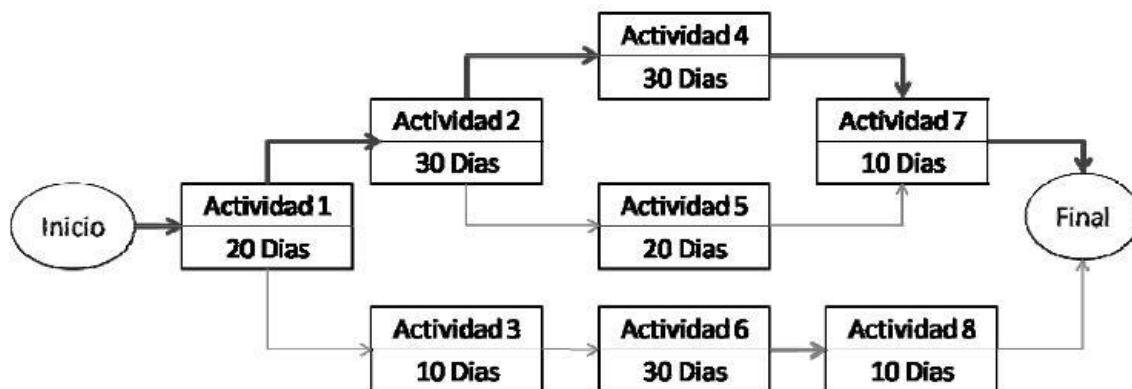 Actividad 4
30 Dias
Actividad 2
30 Dias
Actividad 7
10 Dias
Inicio
Actividad 1
20 Dias
Actividad 5
20 Dias
Final
Actividad 3
10 Dias
Actividad 6
30 Dias
Actividad 8
10 Dias